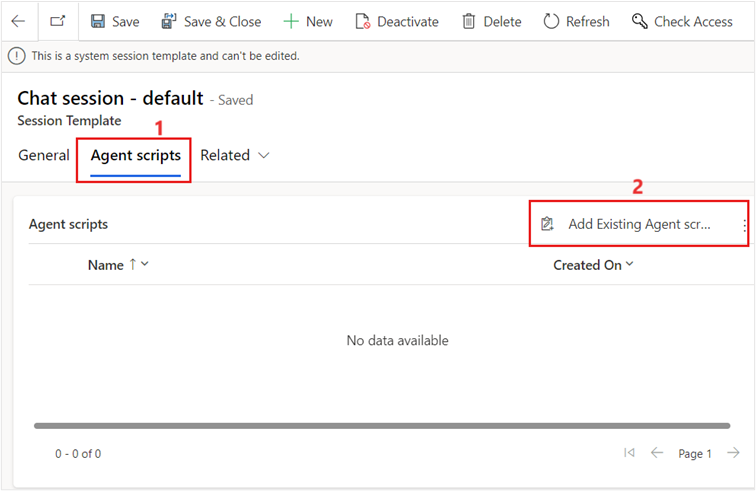 Save Save & Close New Deactivate Delete Refresh Check Access
This is a system session template and can't be edited.
Chat session - default - Saved
Session Template
1
General Agent scripts Related
2
Agent scripts Add Existing Agent scr...
Name Created On
No data available
0 - 0 of 0 Page 1